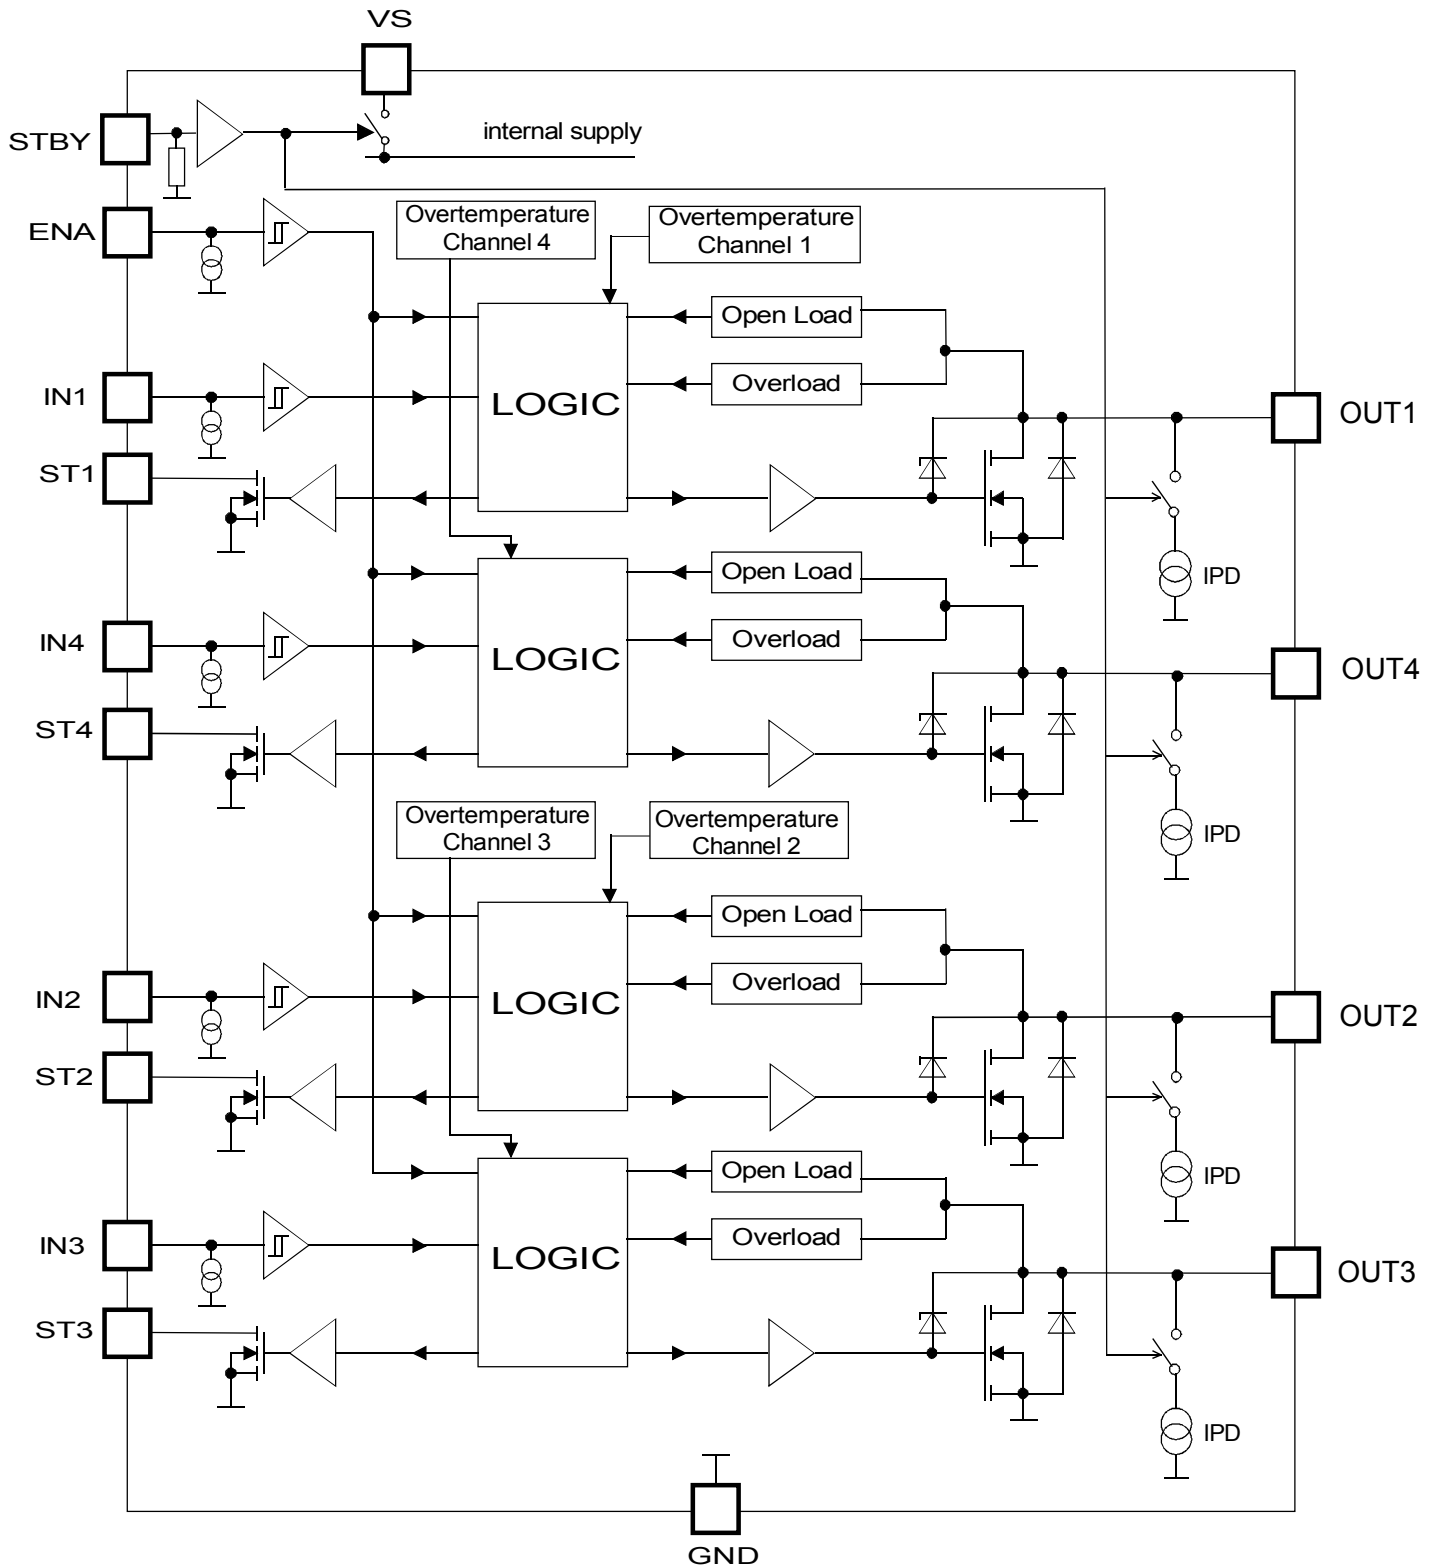 VS
STBY
internal supply
ENA
Overtemperature
Channel 4
Overtemperature
Channel 1
Open Load
IN1
LOGIC
Overload
OUT1
ST1
IPD
Open Load
IN4
LOGIC
Overload
OUT4
ST4
IPD
Overtemperature
Channel 3
Overtemperature
Channel 2
Open Load
IN2
LOGIC
Overload
OUT2
ST2
IPD
Open Load
IN3
LOGIC
Overload
OUT3
ST3
IPD
GND